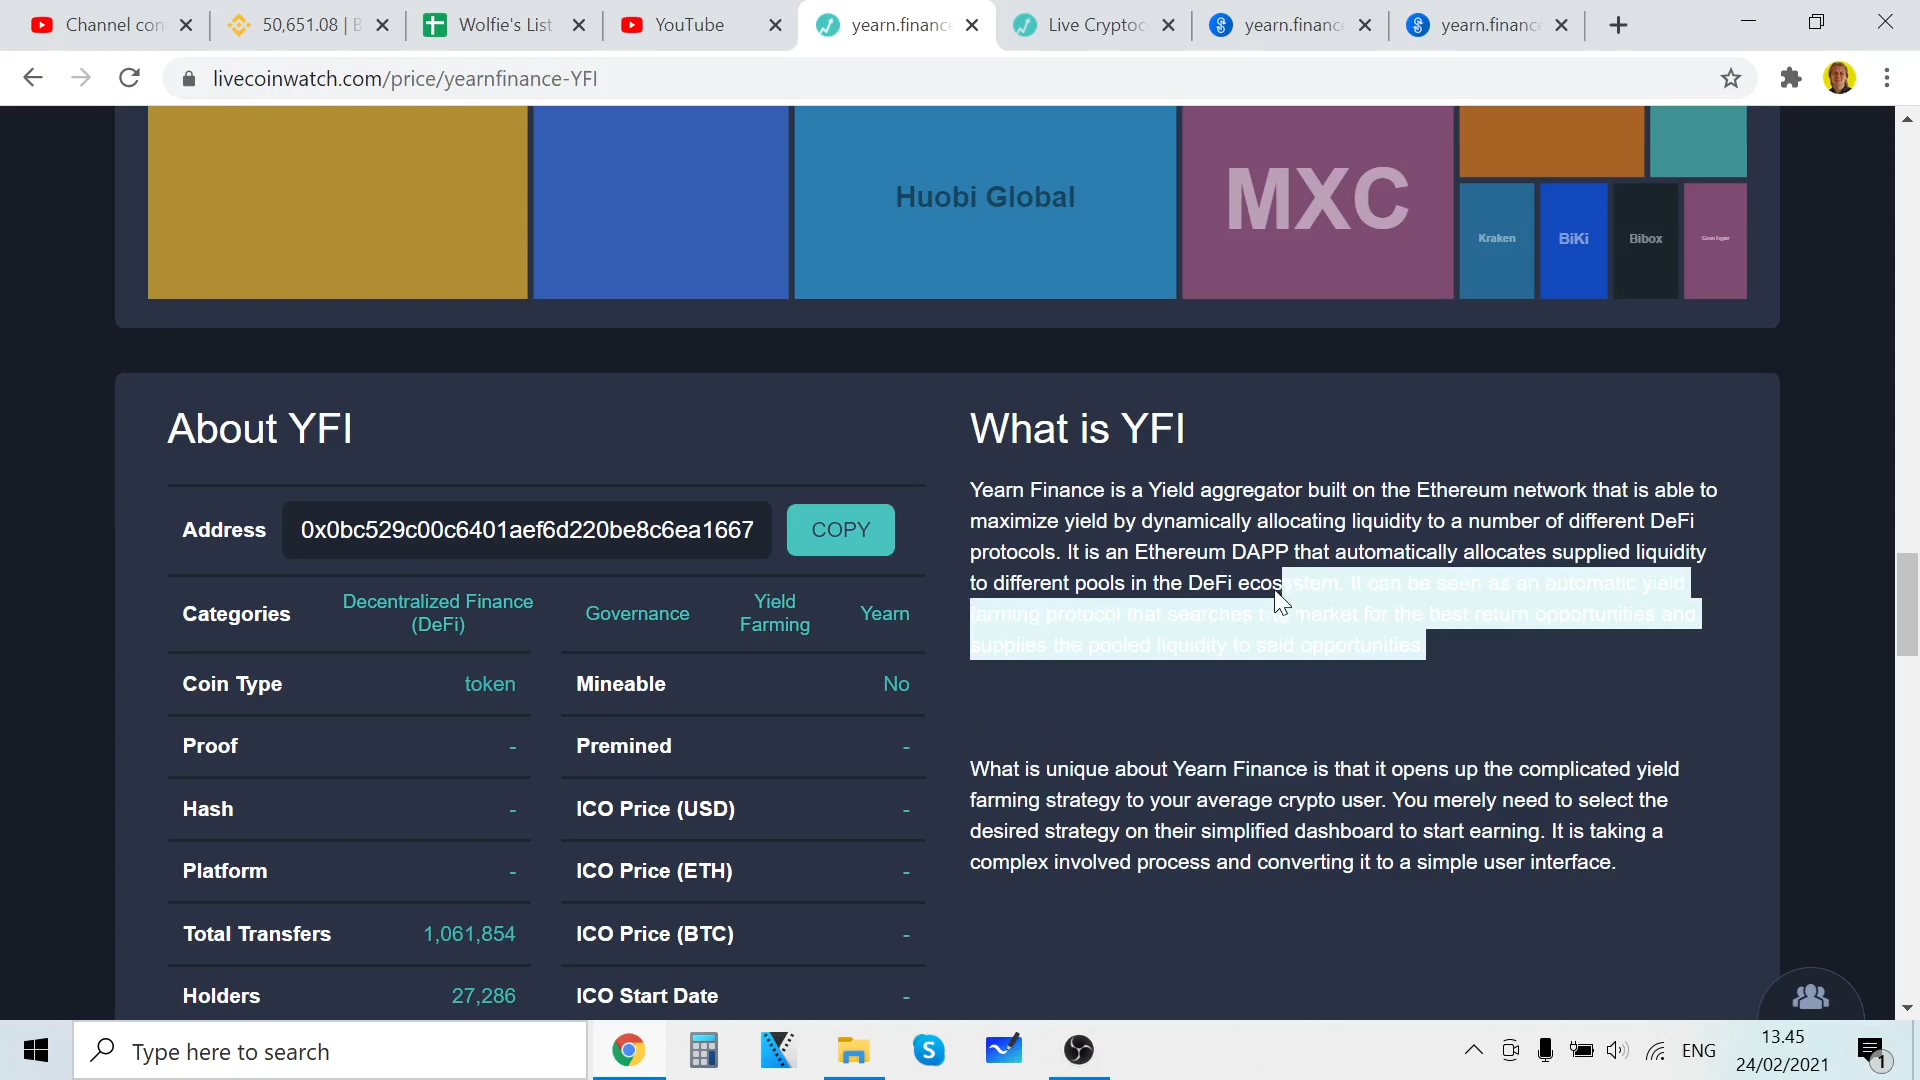 Channel con
50,651.08 | B
Wolfie's List
YouTube
yearn.finance
Live Cryptoc
yearn.finance
yearn.finance
livecoinwatch.com/price/yearnfinance-YFI
Huobi Global
MXC
Kraken
BiKi
Bibox
About YFI
Address 0x0bc529c00c6401aef6d220be8c6ea1667 COPY
Categories Decentralized Finance (DeFi) Governance Yield Farming Yearn
Coin Type token Mineable No
Proof - Premined -
Hash - ICO Price (USD) -
Platform - ICO Price (ETH) -
Total Transfers 1,061,854 ICO Price (BTC) -
Holders 27,286 ICO Start Date -
What is YFI
Yearn Finance is a Yield aggregator built on the Ethereum network that is able to
maximize yield by dynamically allocating liquidity to a number of different DeFi
protocols. It is an Ethereum DAPP that automatically allocates supplied liquidity
to different pools in the DeFi ecosystem. It can be seen as an automatic yield
farming protocol that searches the market for the best return opportunities and
supplies the pooled liquidity to said opportunities.
What is unique about Yearn Finance is that it opens up the complicated yield
farming strategy to your average crypto user. You merely need to select the
desired strategy on their simplified dashboard to start earning. It is taking a
complex involved process and converting it to a simple user interface.
Type here to search
ENG
13.45
24/02/2021
1